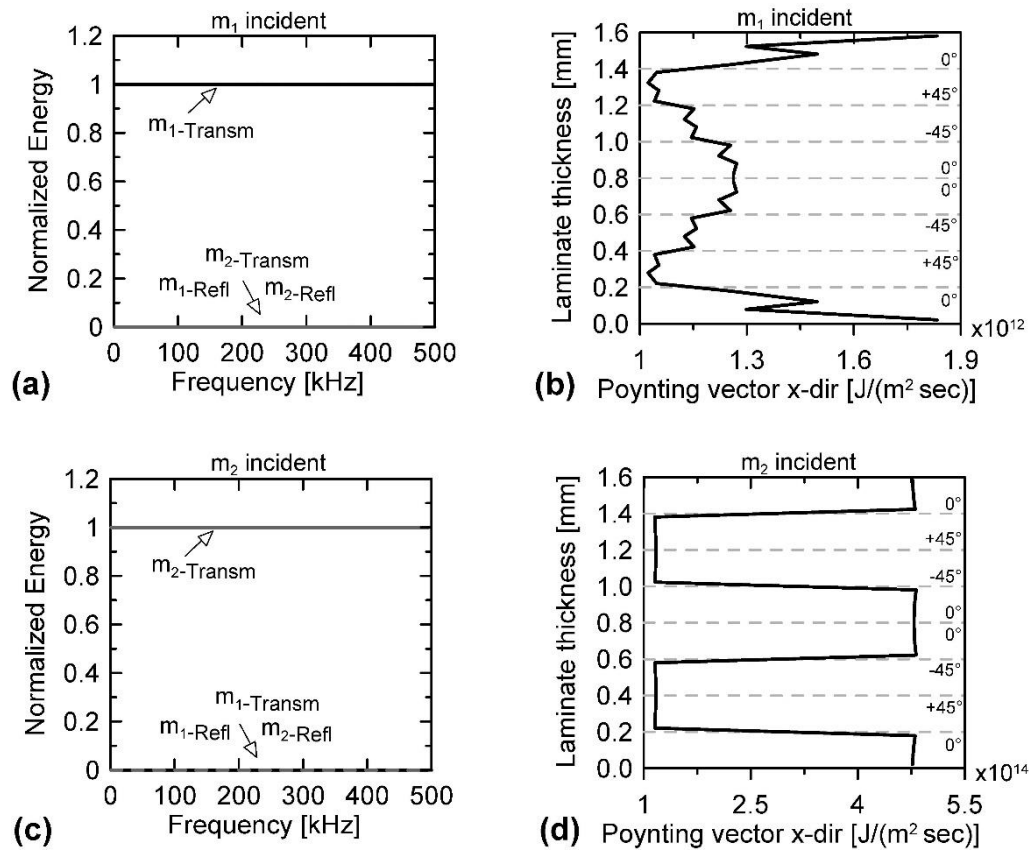 m₁ incident
1.2
1
0.8
0.6
0.4
0.2
0
Normalized Energy
m₁-Transm
m₂-Transm
m₁-Refl m₂-Refl
0 100 200 300 400 500
Frequency [kHz]
(a)
m₁ incident
1.6
1.4
1.2
1.0
0.8
0.6
0.4
0.2
0.0
Laminate thickness [mm]
0°
+45°
-45°
0°
0°
-45°
+45°
0°
x10¹²
1 1.3 1.6 1.9
Poynting vector x-dir [J/(m² sec)]
(b)
m₂ incident
1.2
1
0.8
0.6
0.4
0.2
0
Normalized Energy
m₂-Transm
m₁-Transm
m₁-Refl m₂-Refl
0 100 200 300 400 500
Frequency [kHz]
(c)
m₂ incident
1.6
1.4
1.2
1.0
0.8
0.6
0.4
0.2
0.0
Laminate thickness [mm]
0°
+45°
-45°
0°
0°
-45°
+45°
0°
x10¹⁴
1 2.5 4 5.5
Poynting vector x-dir [J/(m² sec)]
(d)